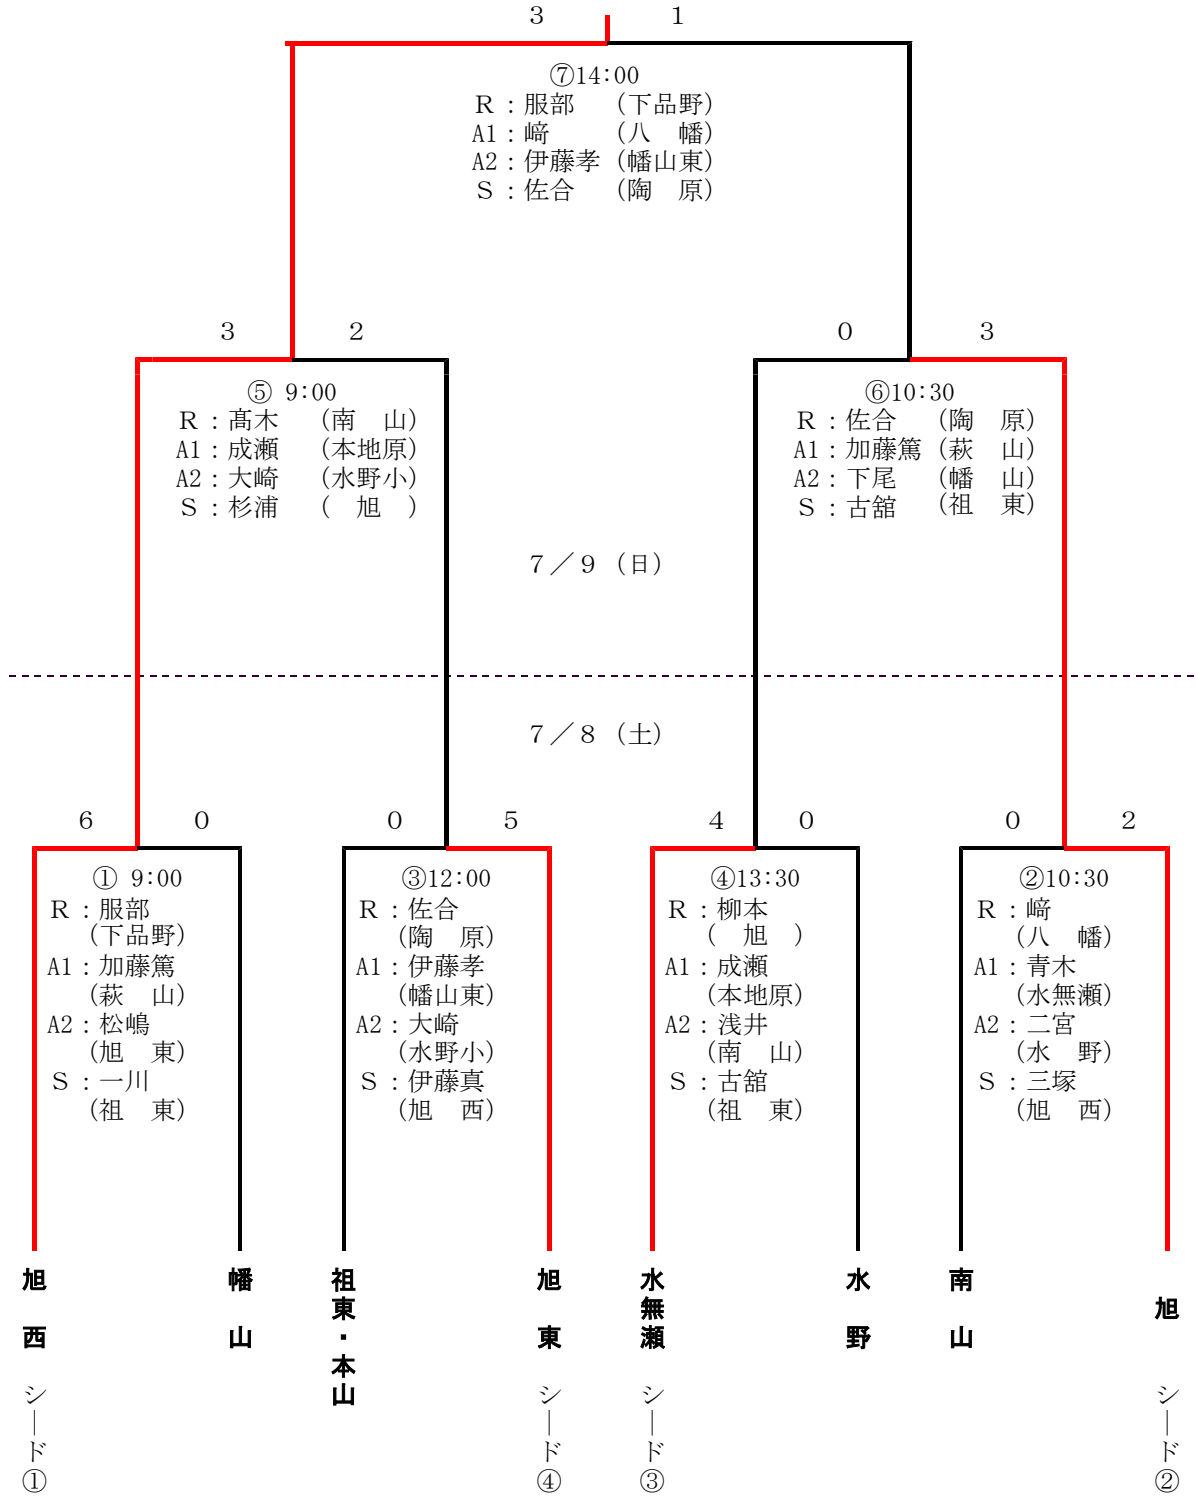 3 1
⑦14:00
R：服部 （下品野）
A1：﨑 （八 幡）
A2：伊藤孝（幡山東）
S：佐合 （陶 原）
3 2
0 3
⑤ 9:00
R：髙木 （南 山）
A1：成瀬 （本地原）
A2：大崎 （水野小）
S：杉浦 （ 旭 ）
⑥10:30
R：佐合 （陶 原）
A1：加藤篤（萩 山）
A2：下尾 （幡 山）
S：古舘 （祖 東）
７／９（日）
７／８（土）
6 0
0 5
4 0
0 2
① 9:00
R：服部
（下品野）
A1：加藤篤
（萩 山）
A2：松嶋
（旭 東）
S：一川
（祖 東）
③12:00
R：佐合
（陶 原）
A1：伊藤孝
（幡山東）
A2：大崎
（水野小）
S：伊藤真
（旭 西）
④13:30
R：柳本
（ 旭 ）
A1：成瀬
（本地原）
A2：浅井
（南 山）
S：古舘
（祖 東）
②10:30
R：﨑
（八 幡）
A1：青木
（水無瀬）
A2：二宮
（水 野）
S：三塚
（旭 西）
旭 西 シード①
幡 山
祖東・本山
旭 東 シード④
水無瀬 シード③
水 野
南 山
旭 シード②